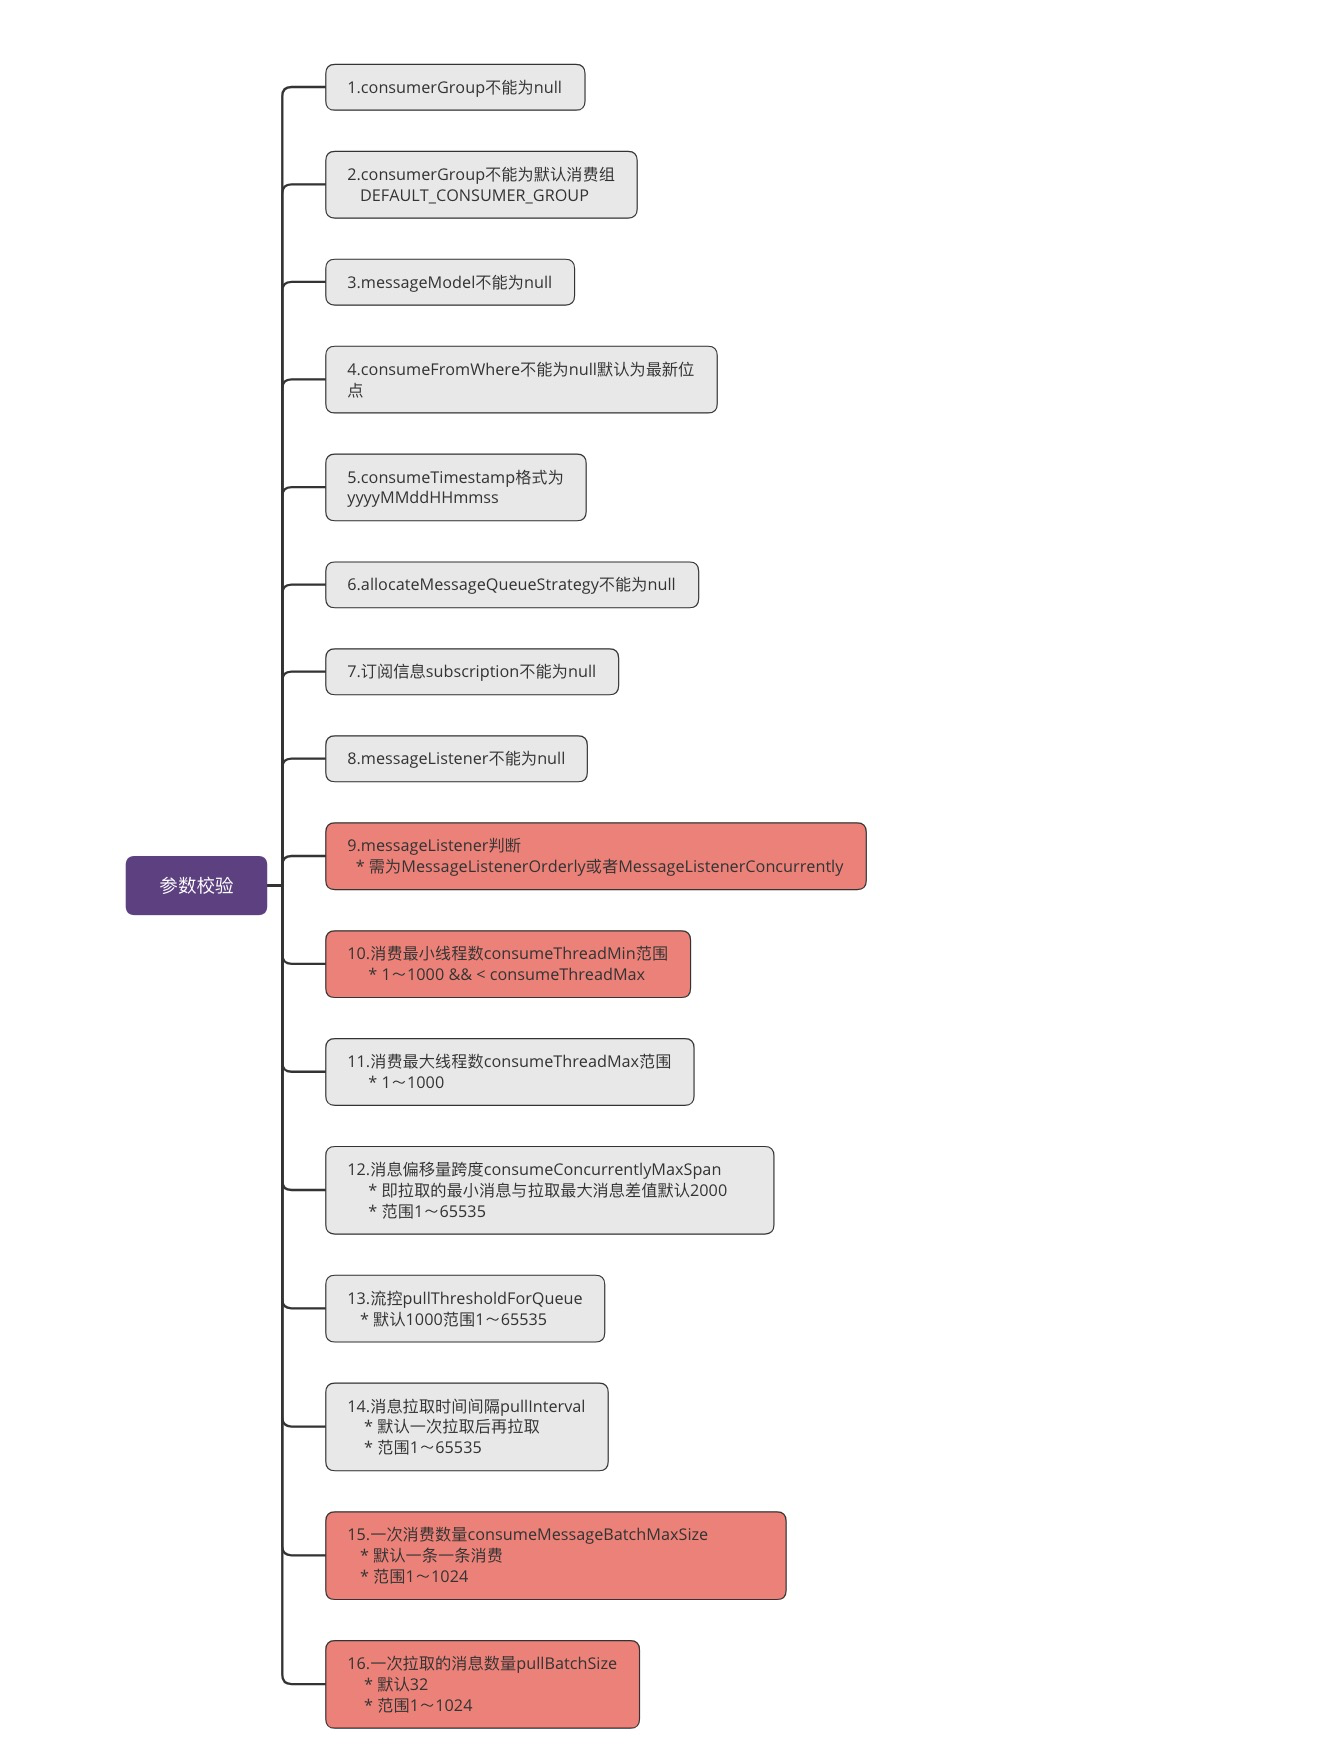 1.consumerGroup不能为null
2.consumerGroup不能为默认消费组
DEFAULT_CONSUMER_GROUP
3.messageModel不能为null
4.consumeFromWhere不能为null默认为最新位
点
5.consumeTimestamp格式为
yyyyMMddHHmmss
6.allocateMessageQueueStrategy不能为null
7.订阅信息subscription不能为null
8.messageListener不能为null
9.messageListener判断
* 需为MessageListenerOrderly或者MessageListenerConcurrently
参数校验
10.消费最小线程数consumeThreadMin范围
* 1～1000 && < consumeThreadMax
11.消费最大线程数consumeThreadMax范围
* 1～1000
12.消息偏移量跨度consumeConcurrentlyMaxSpan
* 即拉取的最小消息与拉取最大消息差值默认2000
* 范围1～65535
13.流控pullThresholdForQueue
* 默认1000范围1～65535
14.消息拉取时间间隔pullInterval
* 默认一次拉取后再拉取
* 范围1～65535
15.一次消费数量consumeMessageBatchMaxSize
* 默认一条一条消费
* 范围1～1024
16.一次拉取的消息数量pullBatchSize
* 默认32
* 范围1～1024